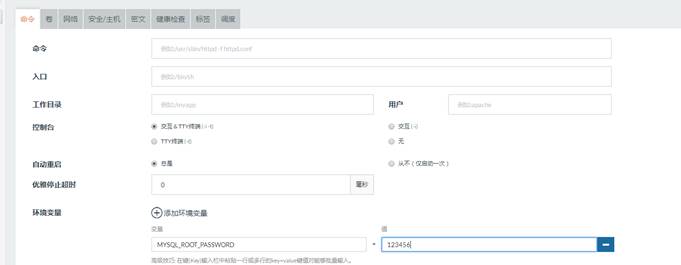 命令 卷 网络 安全/主机 密文 健康检查 标签 调度
命令 例如:/usr/sbin/httpd -f httpd.conf
入口 例如:/bin/sh
工作目录 例如:/myapp 用户 例如:apache
控制台 交互&TTY终端 (-i -t) 交互 (-i)
TTY终端 (-t) 无
自动重启 总是 从不 (仅启动一次)
优雅停止超时 0 毫秒
环境变量 添加环境变量
变量 值
MYSQL_ROOT_PASSWORD = 123456
高级技巧: 在键(Key)输入栏中粘贴一行或多行的key=value键值对能够批量输入。